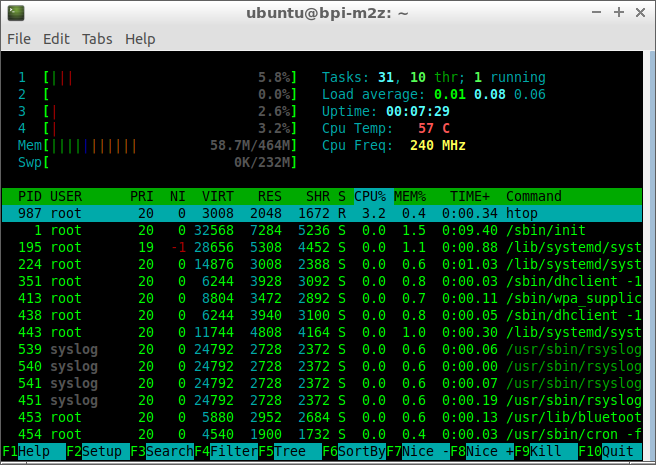 ubuntu@bpi-m2z: ~
File Edit Tabs Help
1 [||| 5.8%] Tasks: 31, 10 thr; 1 running
2 [ 0.0%] Load average: 0.01 0.08 0.06
3 [| 2.6%] Uptime: 00:07:29
4 [| 3.2%] Cpu Temp: 57 C
Mem[||||||||||| 58.7M/464M] Cpu Freq: 240 MHz
Swp[ 0K/232M]
PID USER PRI NI VIRT RES SHR S CPU% MEM% TIME+ Command
987 root 20 0 3008 2048 1672 R 3.2 0.4 0:00.34 htop
1 root 20 0 32568 7284 5236 S 0.0 1.5 0:09.40 /sbin/init
195 root 19 -1 28656 5308 4452 S 0.0 1.1 0:00.88 /lib/systemd/syst
224 root 20 0 14876 3008 2388 S 0.0 0.6 0:01.03 /lib/systemd/syst
351 root 20 0 6244 3928 3092 S 0.0 0.8 0:00.03 /sbin/dhclient -1
413 root 20 0 8804 3472 2892 S 0.0 0.7 0:00.11 /sbin/wpa_supplic
438 root 20 0 6244 3940 3100 S 0.0 0.8 0:00.05 /sbin/dhclient -1
443 root 20 0 11744 4808 4164 S 0.0 1.0 0:00.30 /lib/systemd/syst
539 syslog 20 0 24792 2728 2372 S 0.0 0.6 0:00.06 /usr/sbin/rsyslog
540 syslog 20 0 24792 2728 2372 S 0.0 0.6 0:00.00 /usr/sbin/rsyslog
541 syslog 20 0 24792 2728 2372 S 0.0 0.6 0:00.07 /usr/sbin/rsyslog
451 syslog 20 0 24792 2728 2372 S 0.0 0.6 0:00.19 /usr/sbin/rsyslog
453 root 20 0 5880 2952 2684 S 0.0 0.6 0:00.13 /usr/lib/bluetoot
454 root 20 0 4540 1900 1732 S 0.0 0.4 0:00.03 /usr/sbin/cron -f
F1Help F2Setup F3SearchF4FilterF5Tree F6SortByF7Nice -F8Nice +F9Kill F10Quit